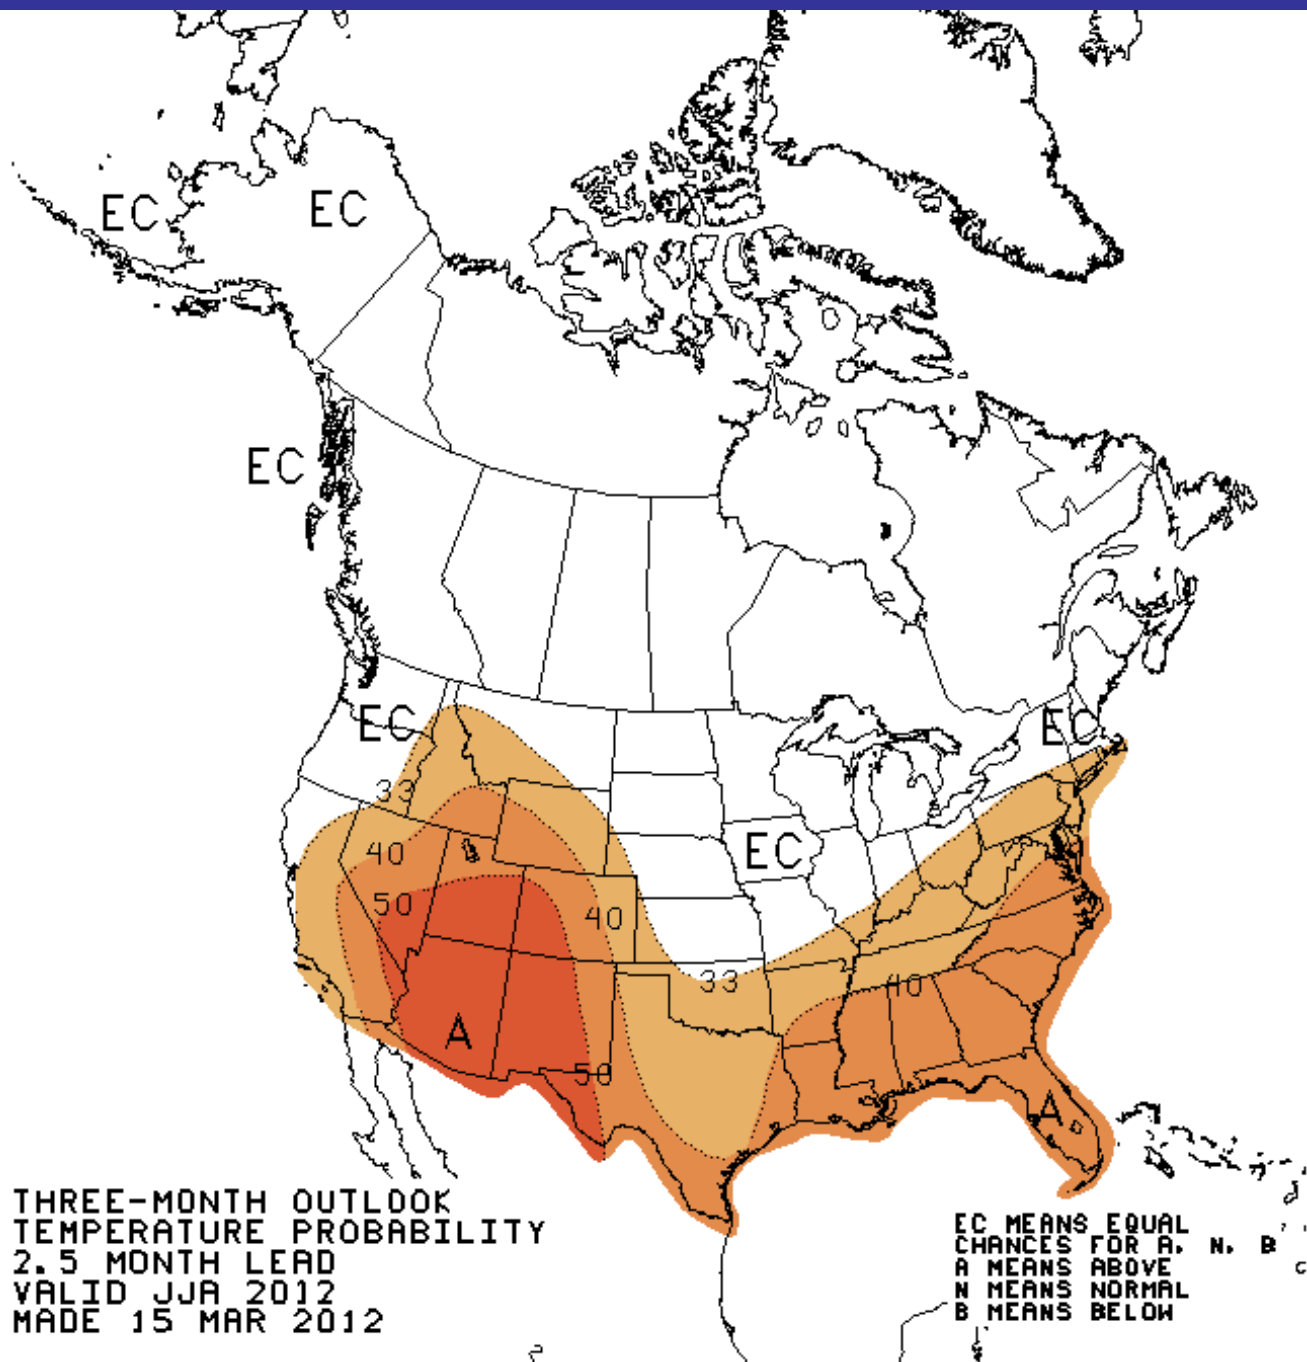 EC
EC
EC
EC
EC
33
40
EC
50
40
33
40
A
50
A
THREE-MONTH OUTLOOK
TEMPERATURE PROBABILITY
2.5 MONTH LEAD
VALID JJA 2012
MADE 15 MAR 2012
EC MEANS EQUAL
CHANCES FOR A, N, B
A MEANS ABOVE
N MEANS NORMAL
B MEANS BELOW